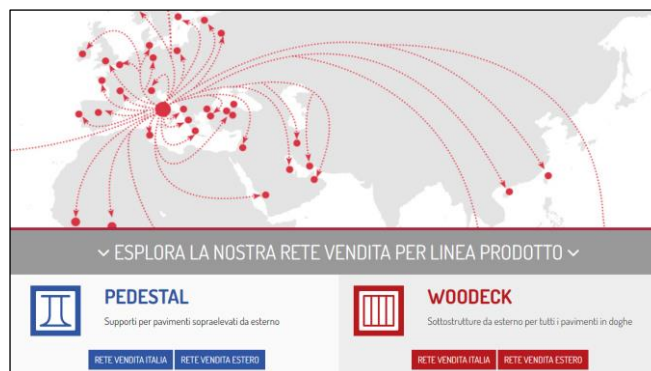 ESPLORA LA NOSTRA RETE VENDITA PER LINEA PRODOTTO
PEDESTAL
Supporti per pavimenti sopraelevati da esterno
RETE VENDITA ITALIA
RETE VENDITA ESTERO
WOODECK
Sottostrutture da esterno per tutti i pavimenti in doghe
RETE VENDITA ITALIA
RETE VENDITA ESTERO